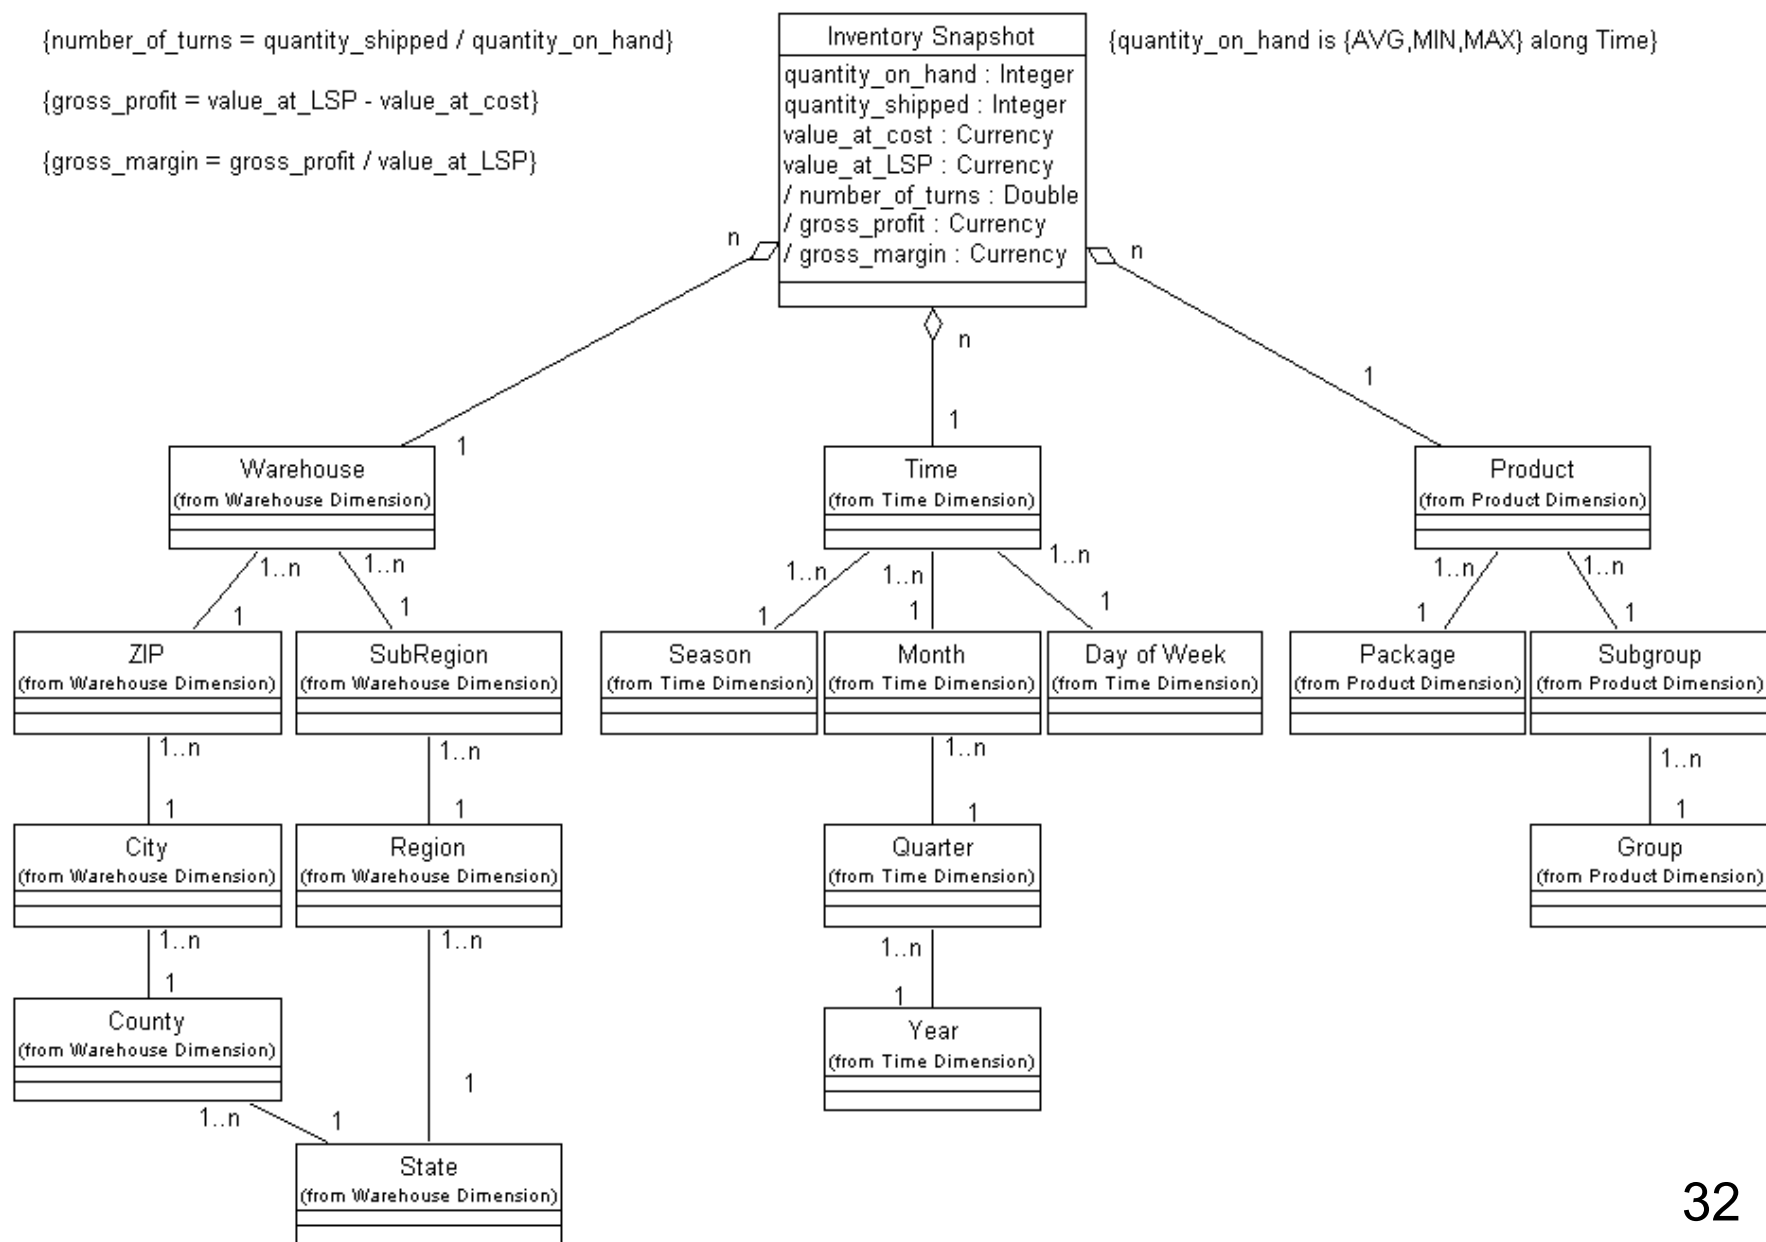 {number_of_turns = quantity_shipped / quantity_on_hand}
{gross_profit = value_at_LSP - value_at_cost}
{gross_margin = gross_profit / value_at_LSP}
Inventory Snapshot
quantity_on_hand : Integer
quantity_shipped : Integer
value_at_cost : Currency
value_at_LSP : Currency
/ number_of_turns : Double
/ gross_profit : Currency
/ gross_margin : Currency
{quantity_on_hand is {AVG,MIN,MAX} along Time}
n
n
n
1
1
1
Warehouse
(from Warehouse Dimension)
Time
(from Time Dimension)
Product
(from Product Dimension)
1..n
1..n
1..n
1..n
1..n
1..n
1..n
1
1
1
1
1
1
1
ZIP
(from Warehouse Dimension)
SubRegion
(from Warehouse Dimension)
Season
(from Time Dimension)
Month
(from Time Dimension)
Day of Week
(from Time Dimension)
Package
(from Product Dimension)
Subgroup
(from Product Dimension)
1..n
1..n
1..n
1..n
1
1
1
1
City
(from Warehouse Dimension)
Region
(from Warehouse Dimension)
Quarter
(from Time Dimension)
Group
(from Product Dimension)
1..n
1..n
1..n
1
1
County
(from Warehouse Dimension)
Year
(from Time Dimension)
1
1..n
1
State
(from Warehouse Dimension)
32